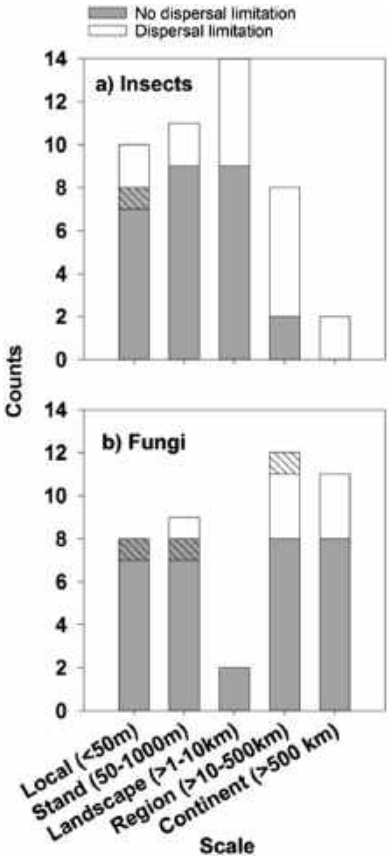 No dispersal limitation
Dispersal limitation
14
a) Insects
12
10
8
6
4
2
0
Counts
14
b) Fungi
12
10
8
6
4
2
0
Local (<50m)
Stand (50-1000m)
Landscape (>1-10km)
Region (>10-500km)
Continent (>500 km)
Scale